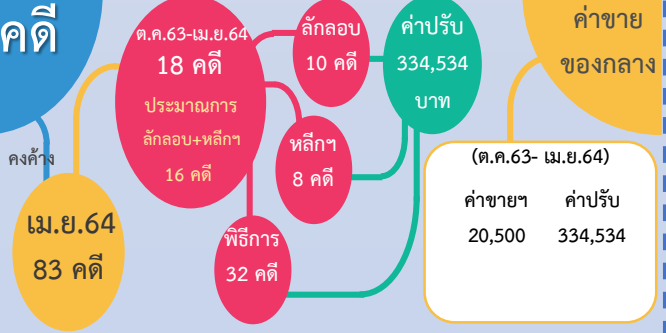 คดี
คงค้าง
เม.ย.64
83 คดี
ต.ค.63-เม.ย.64
18 คดี
ประมาณการ
ลักลอบ+หลีกฯ
16 คดี
ลักลอบ
10 คดี
หลีกฯ
8 คดี
พิธีการ
32 คดี
ค่าปรับ
334,534
บาท
ค่าขาย
ของกลาง
(ต.ค.63- เม.ย.64)
ค่าขายฯ ค่าปรับ
20,500 334,534